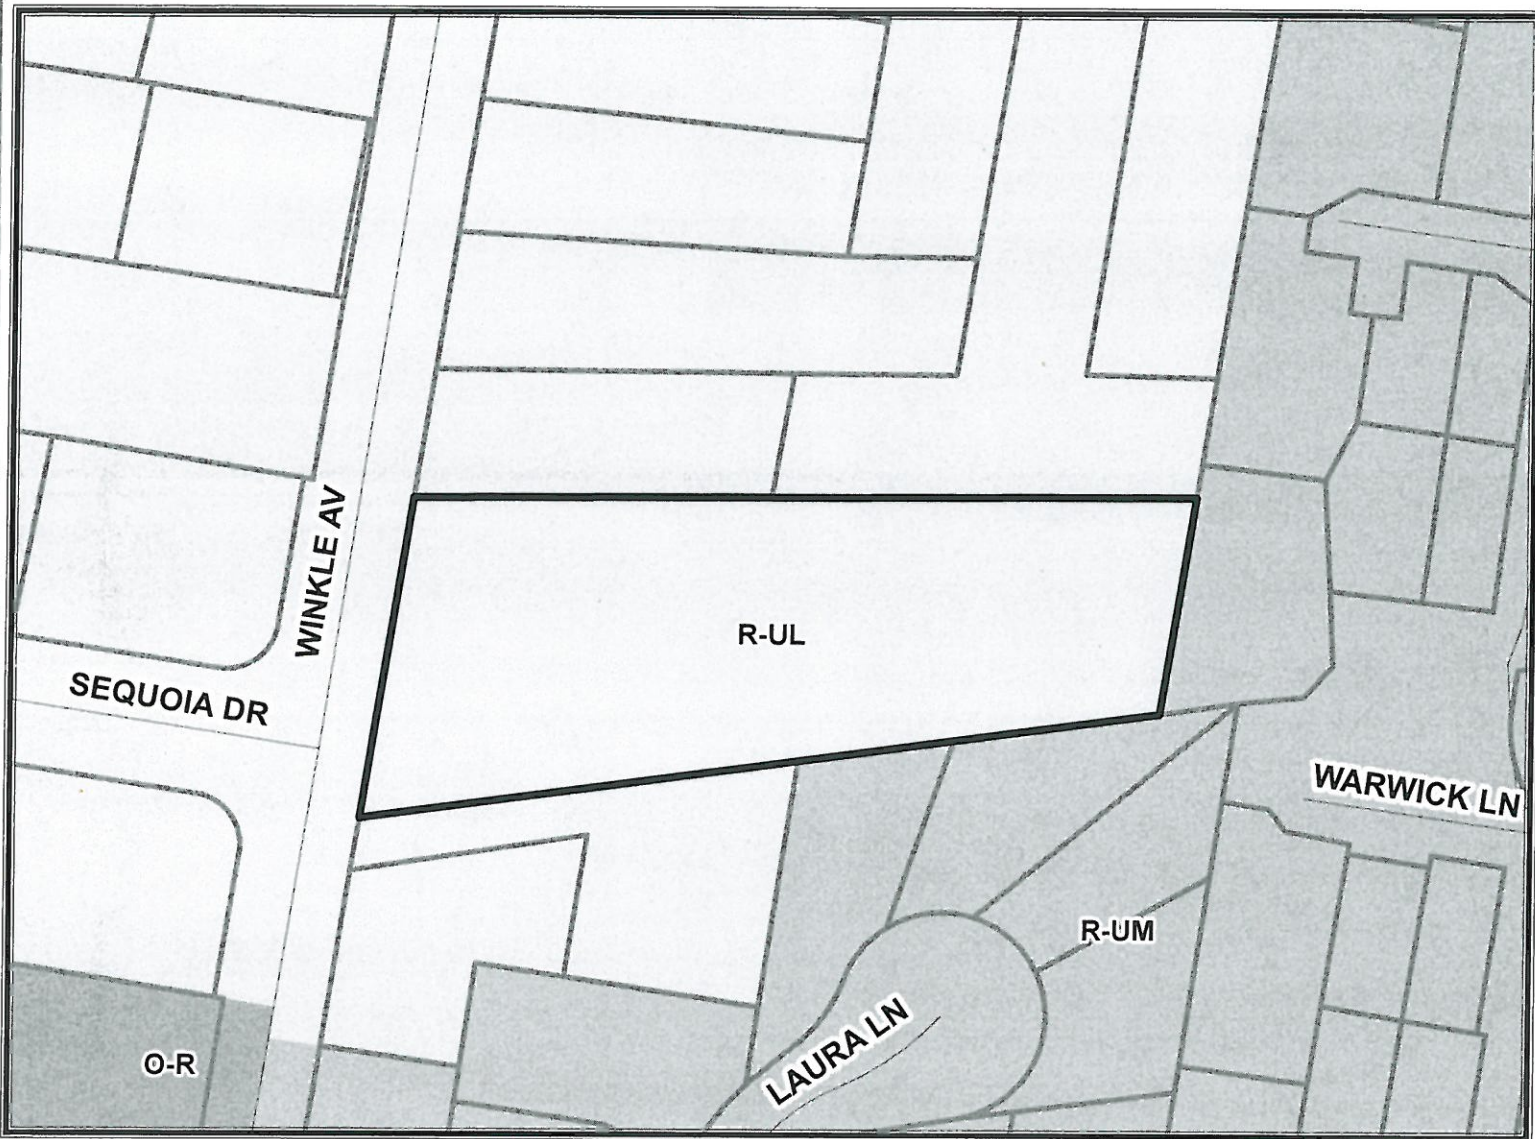 WINKLE AV
R-UL
SEQUOIA DR
WARWICK LN
R-UM
LAURA LN
O-R